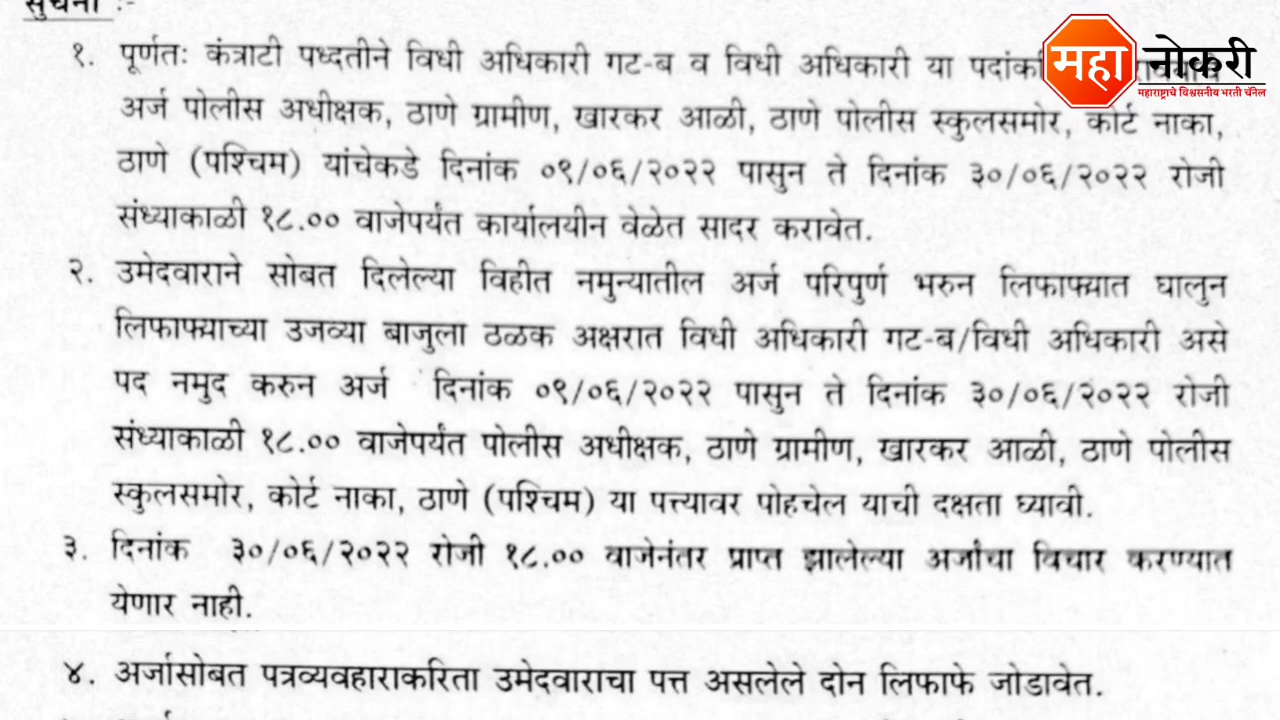 सुचना :-
महा नोकरी
महाराष्ट्राचे विश्वसनीय भरती चॅनेल
१. पूर्णतः कंत्राटी पध्दतीने विधी अधिकारी गट-ब व विधी अधिकारी या
अर्ज पोलीस अधीक्षक, ठाणे ग्रामीण, खारकर आळी, ठाणे पोलीस स्कुलसमोर, कोर्ट नाका,
ठाणे (पश्चिम) यांचेकडे दिनांक ०९/०६/२०२२ पासुन ते दिनांक ३०/०६/२०२२ रोजी
संध्याकाळी १८.०० वाजेपर्यंत कार्यालयीन वेळेत सादर करावेत.
२. उमेदवाराने सोबत दिलेल्या विहीत नमुन्यातील अर्ज परिपुर्ण भरुन लिफाफ्यात घालुन
लिफाफ्याच्या उजव्या बाजुला ठळक अक्षरात विधी अधिकारी गट-ब/विधी अधिकारी असे
पद नमुद करुन अर्ज दिनांक ०९/०६/२०२२ पासुन ते दिनांक ३०/०६/२०२२ रोजी
संध्याकाळी १८.०० वाजेपर्यंत पोलीस अधीक्षक, ठाणे ग्रामीण, खारकर आळी, ठाणे पोलीस
स्कुलसमोर, कोर्ट नाका, ठाणे (पश्चिम) या पत्त्यावर पोहचेल याची दक्षता घ्यावी.
३. दिनांक ३०/०६/२०२२ रोजी १८.०० वाजेनंतर प्राप्त झालेल्या अर्जांचा विचार करण्यात
येणार नाही.
४. अर्जासोबत पत्रव्यवहाराकरिता उमेदवाराचा पत्त असलेले दोन लिफाफे जोडावेत.